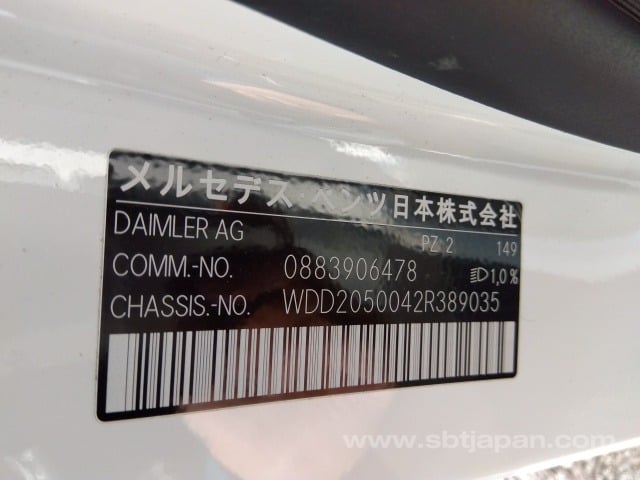 メルセデス・ベンツ日本株式会社
DAIMLER AG PZ 2 149
COMM.-NO. 0883906478 1,0%
CHASSIS.-NO. WDD2050042R389035
www.sbtjapan.com